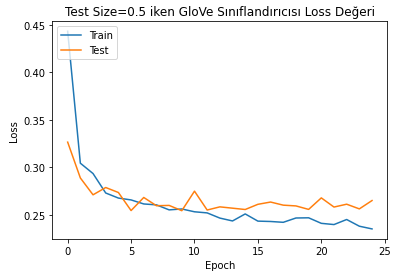 Test Size=0.5 iken GloVe Sınıflandırıcısı Loss Değeri
Train
Test
Loss
0.45
0.40
0.35
0.30
0.25
0
5
10
15
20
25
Epoch